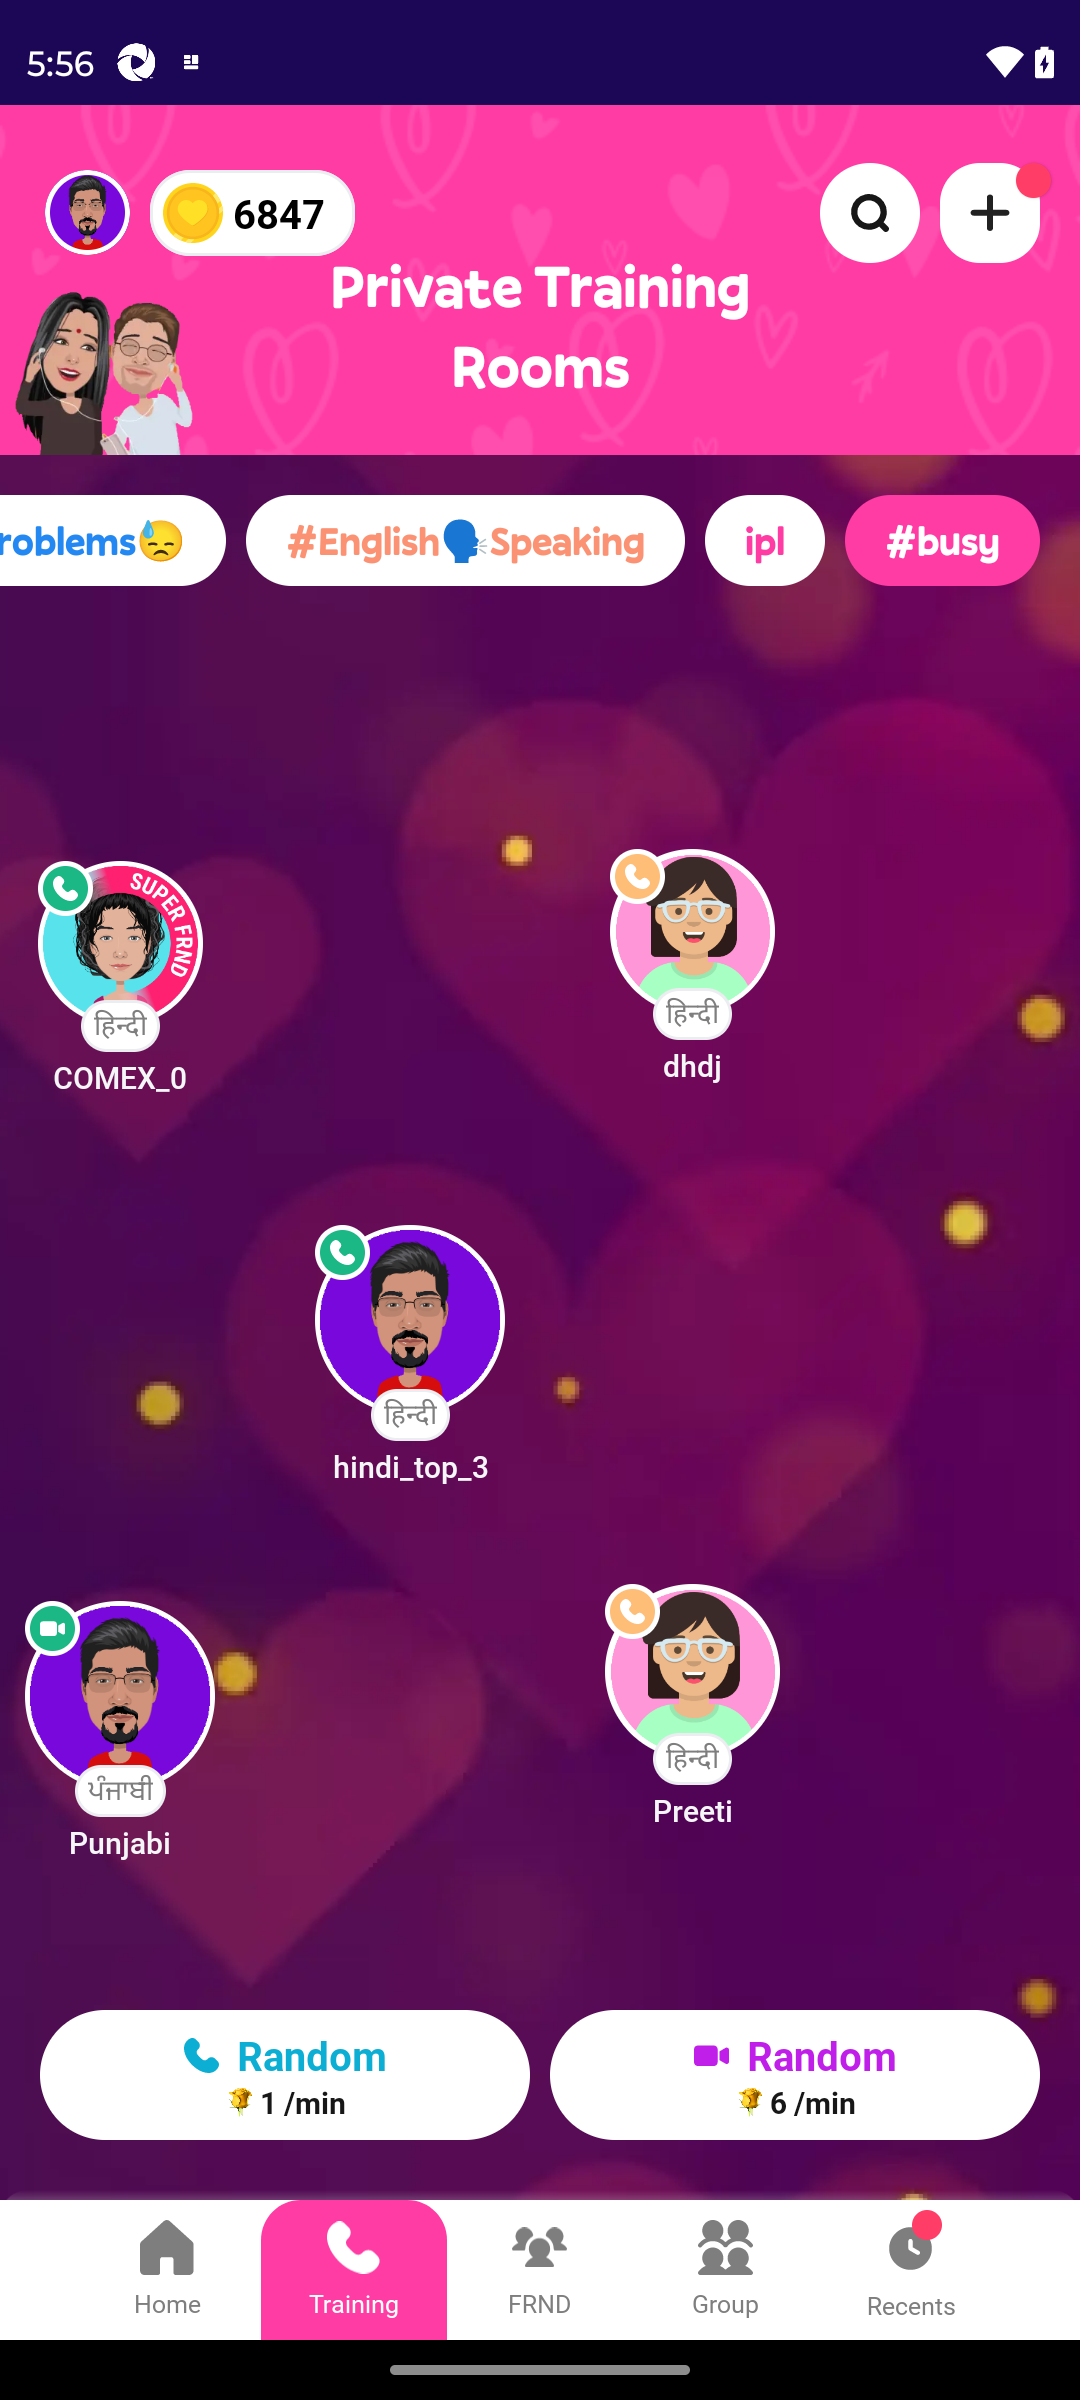 5:56
6847
Private Training
Rooms
roblems😓
#English🗣Speaking
ipl
#busy
SUPER FRND
हिन्दी
COMEX_0
हिन्दी
dhdj
हिन्दी
hindi_top_3
ਪੰਜਾਬੀ
Punjabi
हिन्दी
Preeti
Random
1 /min
Random
6 /min
Home
Training
FRND
Group
Recents